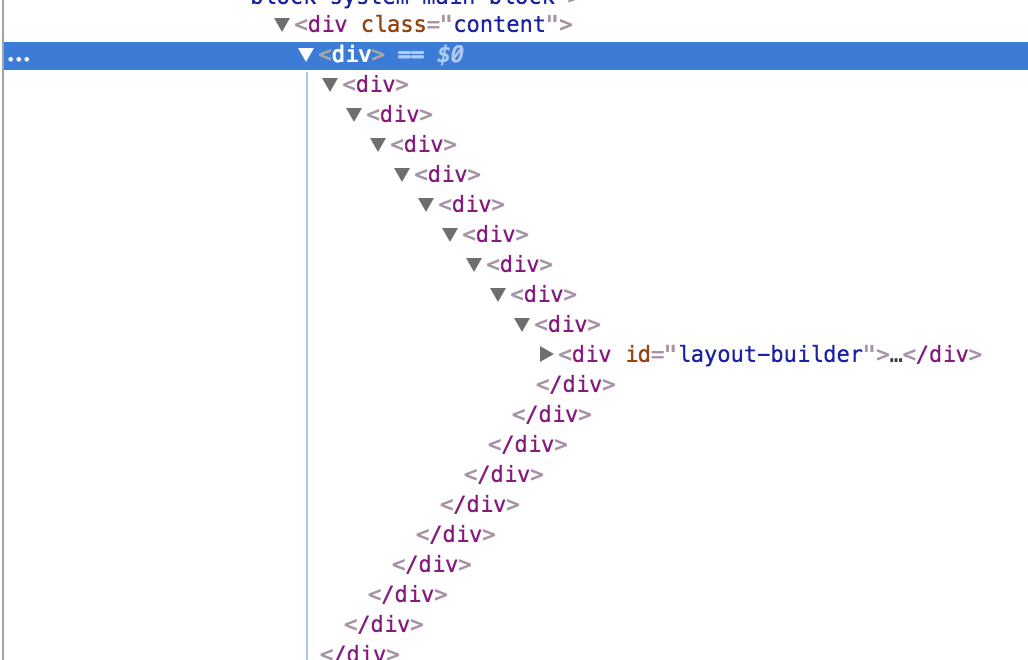 block-system-main-block">
▼<div class="content">
… ▼<div> == $0
▼<div>
▼<div>
▼<div>
▼<div>
▼<div>
▼<div>
▼<div>
▼<div>
▼<div>
▶<div id="layout-builder">…</div>
</div>
</div>
</div>
</div>
</div>
</div>
</div>
</div>
</div>
</div>